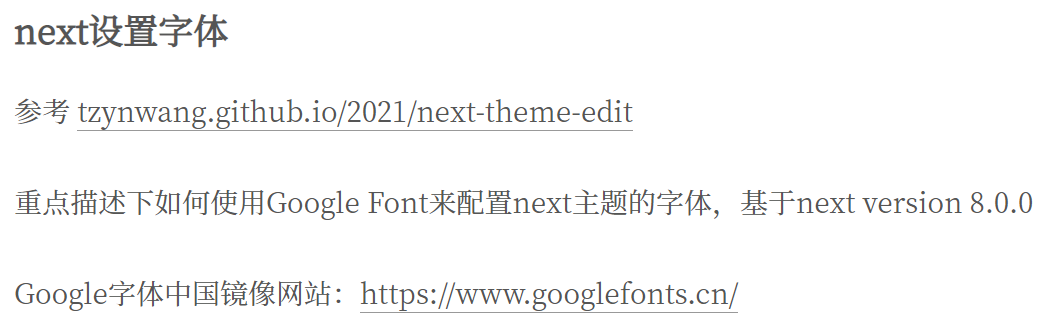 next设置字体
参考 tzynwang.github.io/2021/next-theme-edit
重点描述下如何使用Google Font来配置next主题的字体，基于next version 8.0.0
Google字体中国镜像网站：https://www.googlefonts.cn/